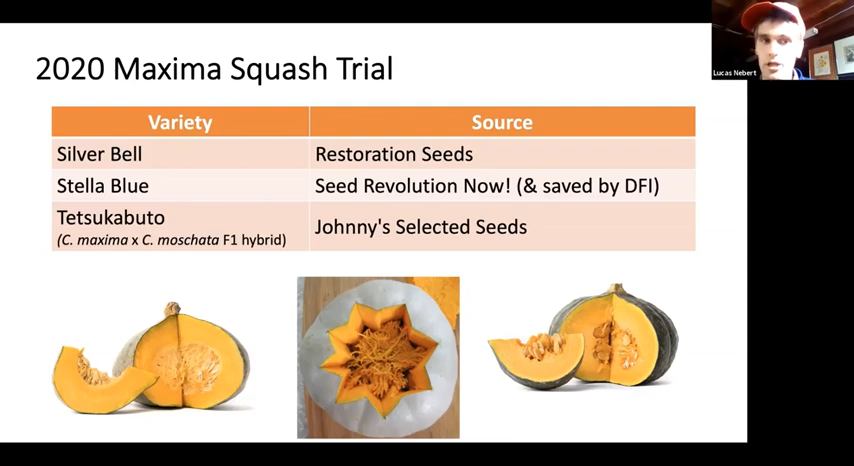 2020 Maxima Squash Trial
Variety
Source
Silver Bell
Restoration Seeds
Stella Blue
Seed Revolution Now! (& saved by DFI)
Tetsukabuto
(C. maxima x C. moschata F1 hybrid)
Johnny's Selected Seeds
Lucas Nebert